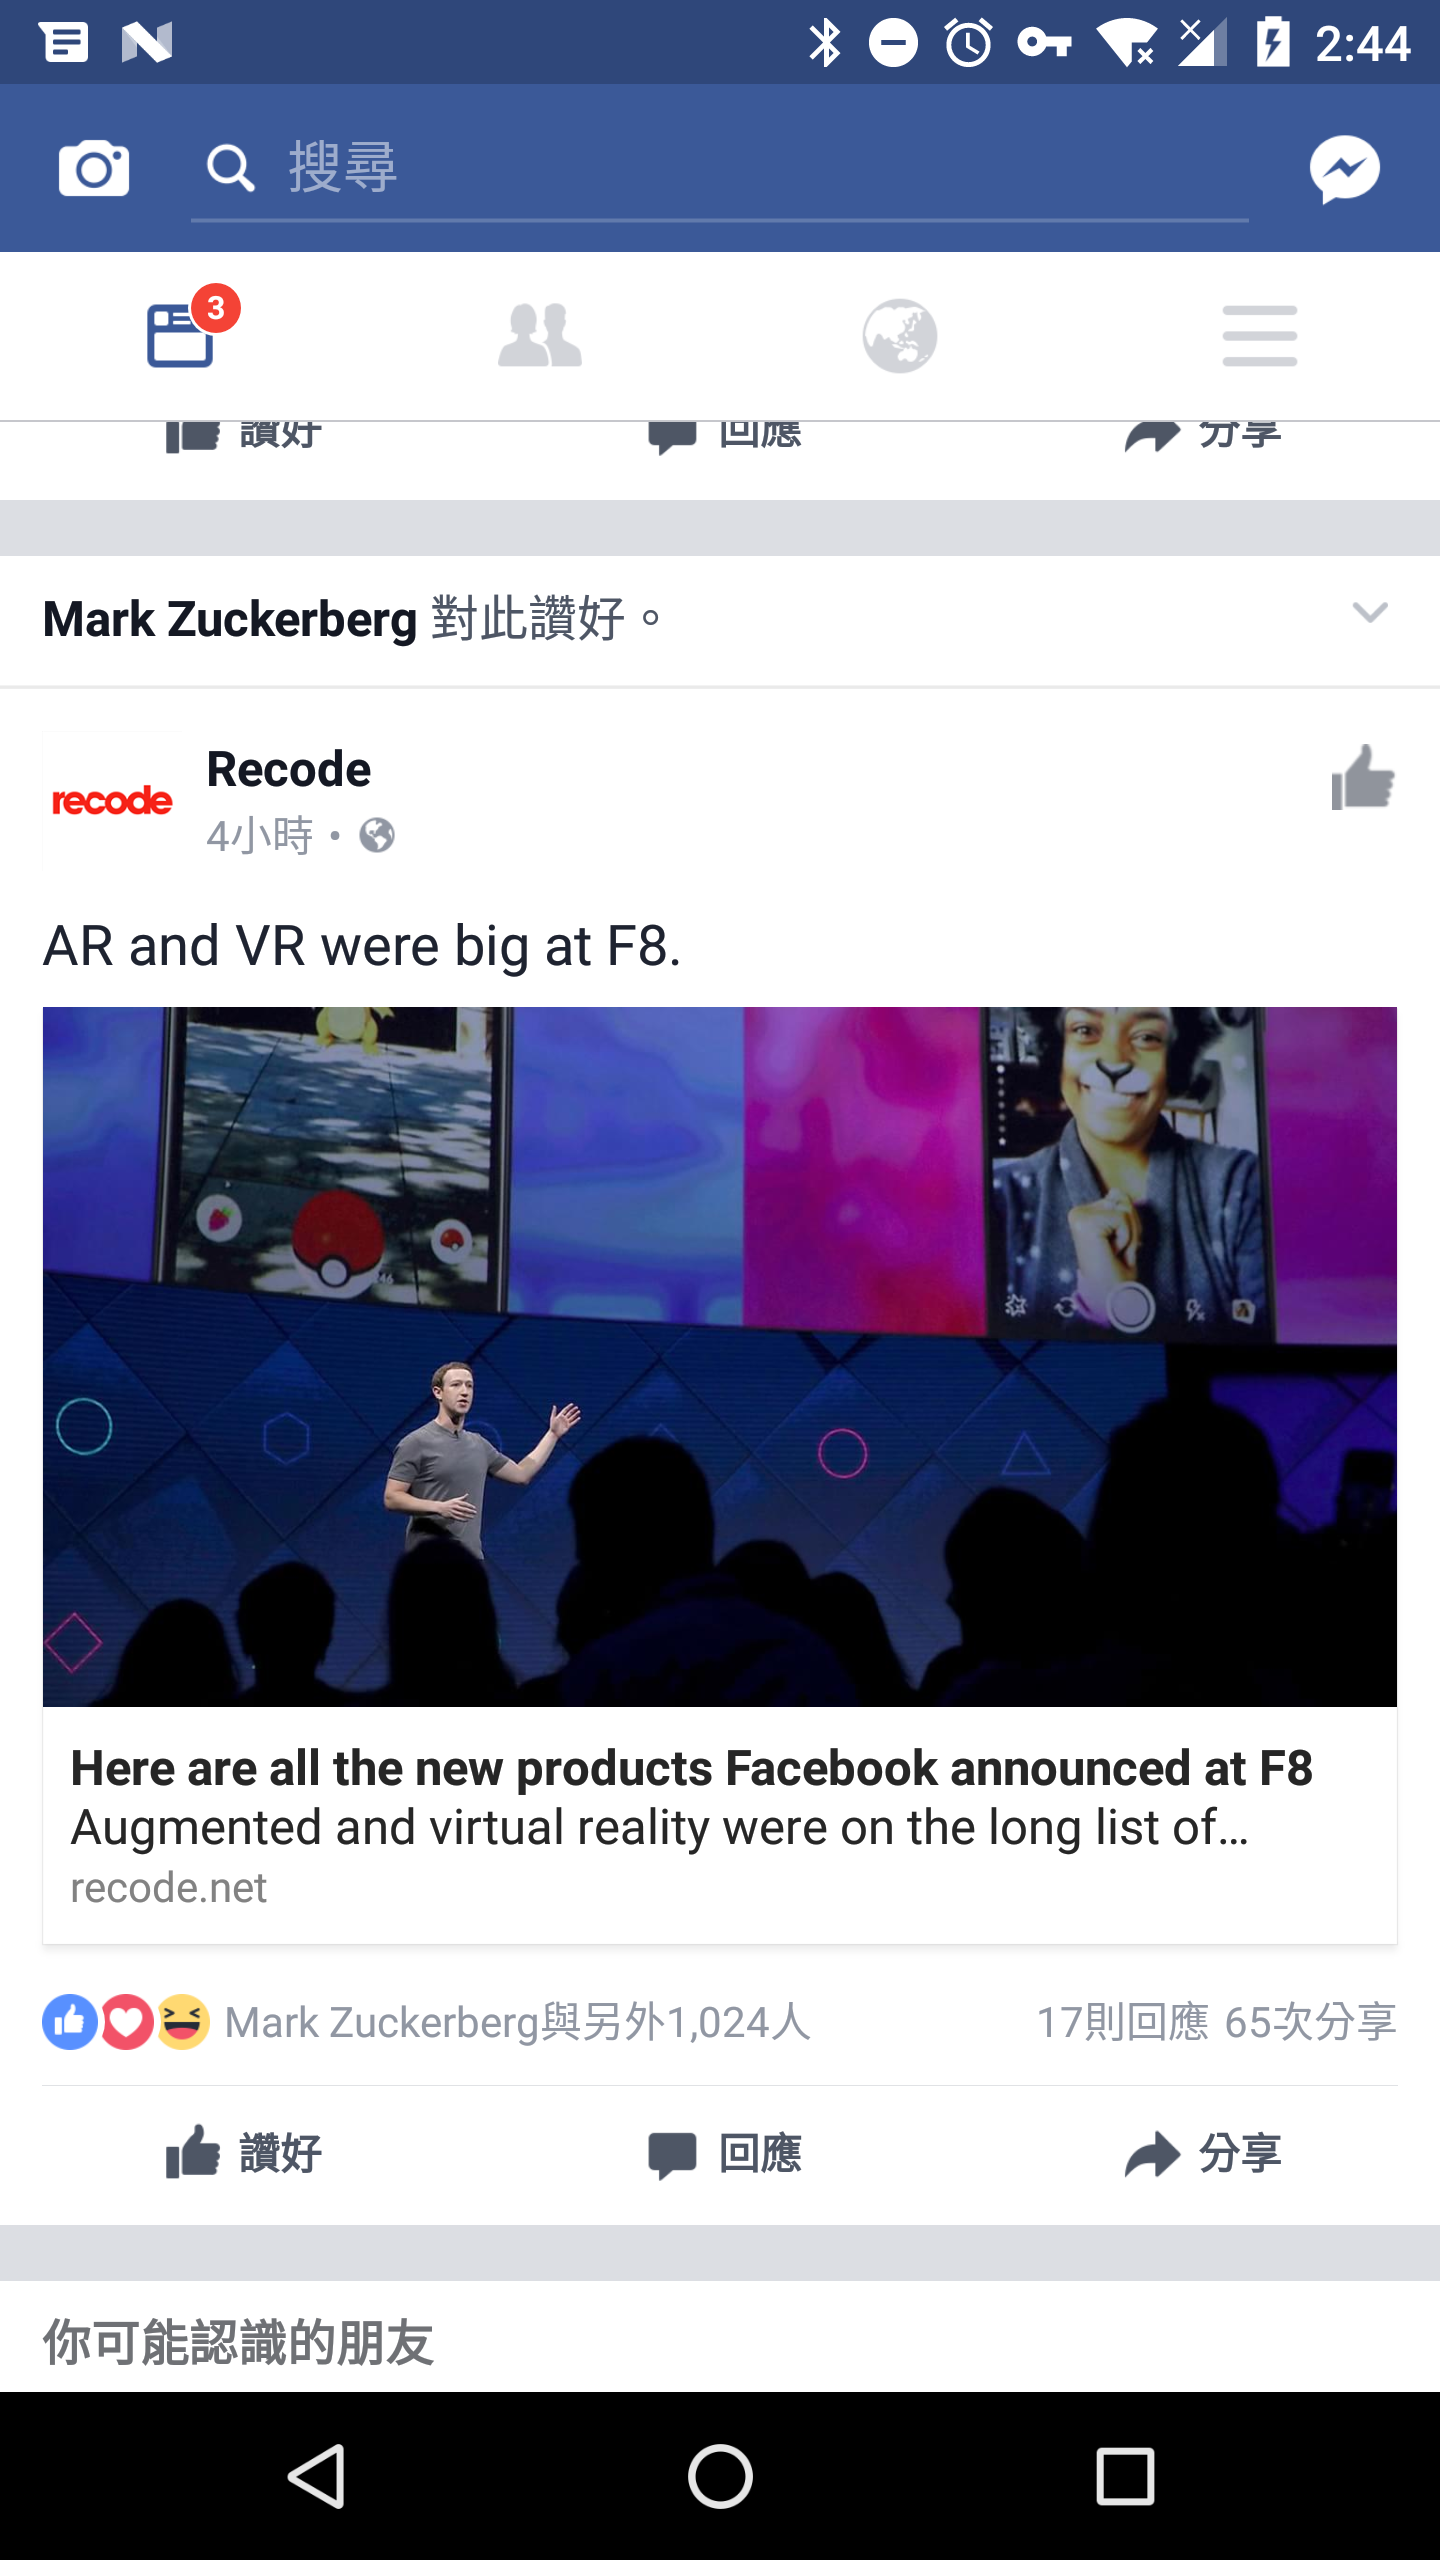 2:44
搜尋
3
讚好 回應 分享
Mark Zuckerberg 對此讚好。
recode
Recode
4小時 •
AR and VR were big at F8.
Here are all the new products Facebook announced at F8
Augmented and virtual reality were on the long list of…
recode.net
Mark Zuckerberg與另外1,024人 17則回應 65次分享
讚好 回應 分享
你可能認識的朋友